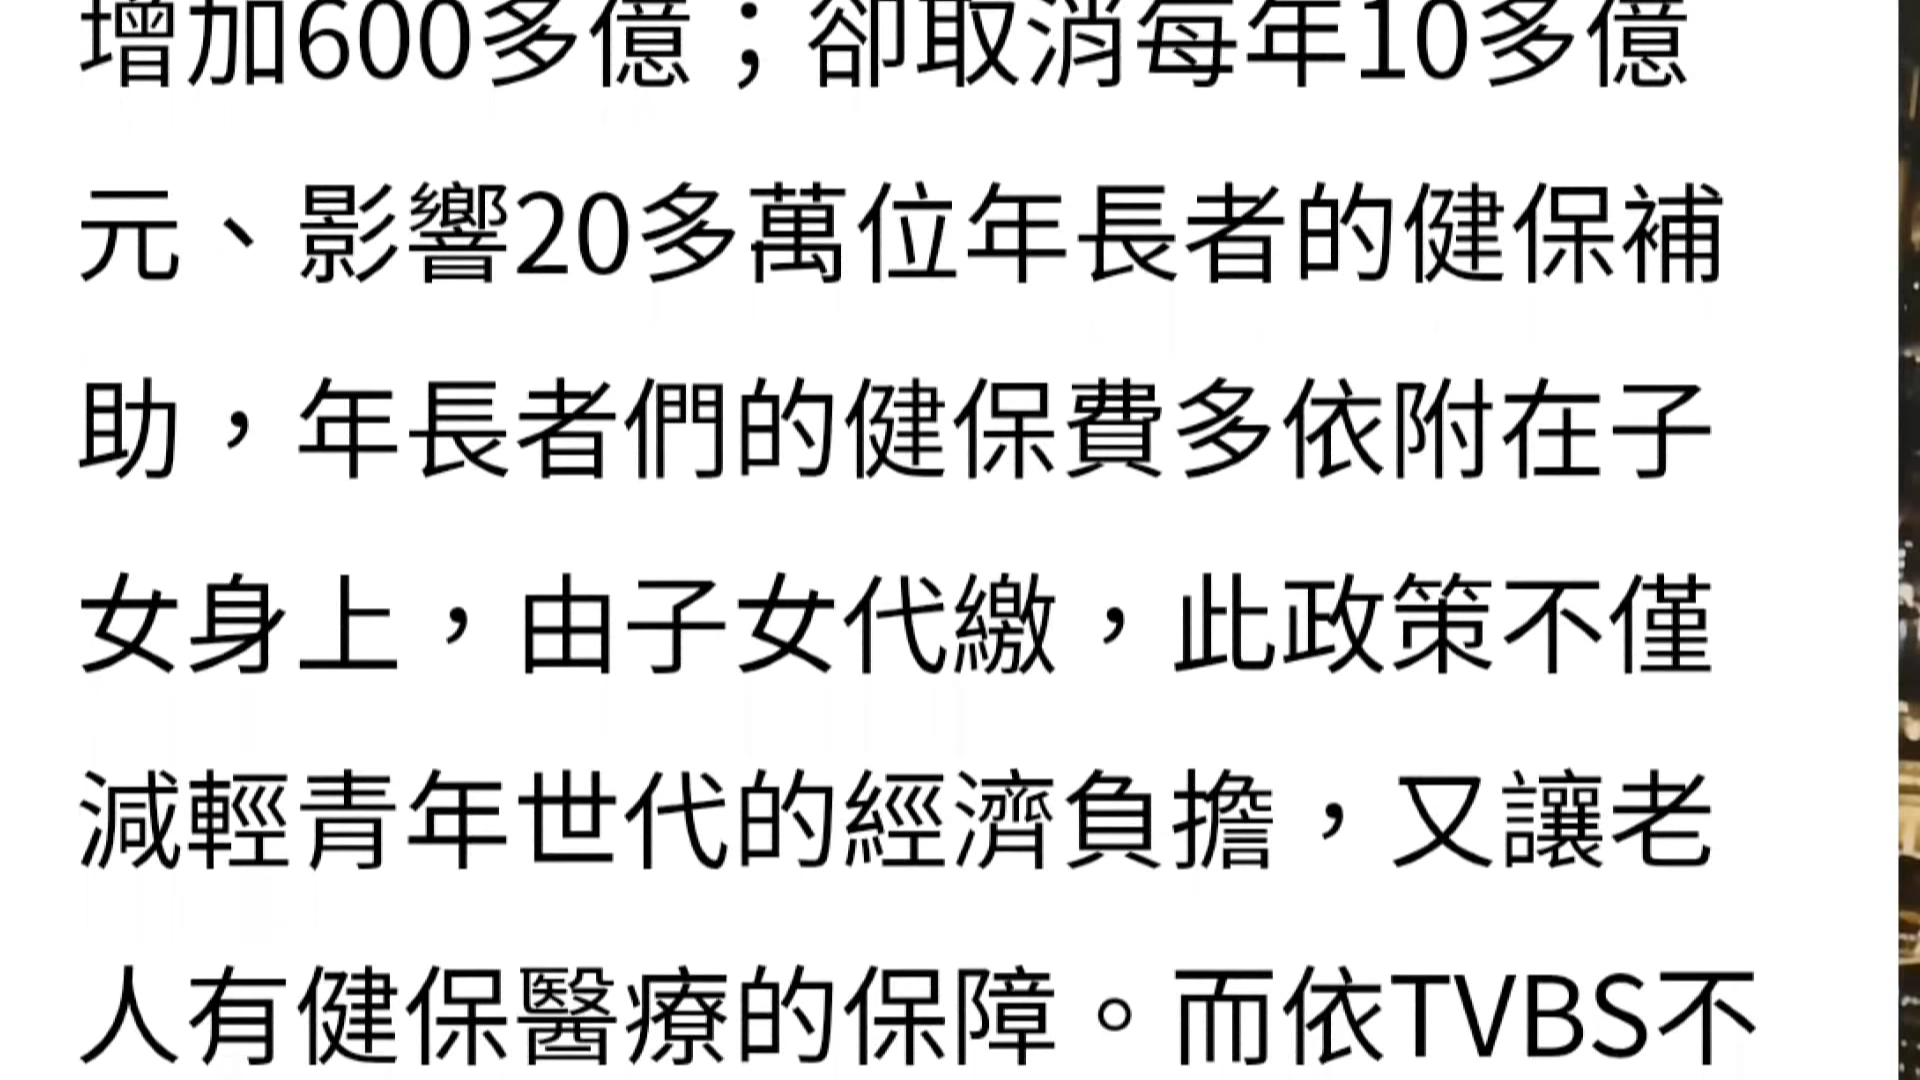 增加600多億；卻取消每年10多億
元、影響20多萬位年長者的健保補
助，年長者們的健保費多依附在子
女身上，由子女代繳，此政策不僅
減輕青年世代的經濟負擔，又讓老
人有健保醫療的保障。而依TVBS不